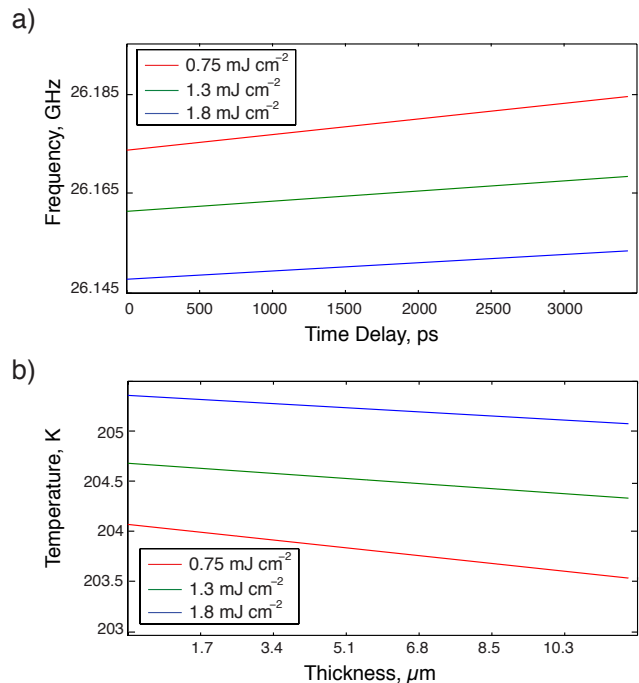 a)
Frequency, GHz
26.185
26.165
26.145
0.75 mJ cm⁻²
1.3 mJ cm⁻²
1.8 mJ cm⁻²
0 500 1000 1500 2000 2500 3000
Time Delay, ps
b)
Temperature, K
205
204.5
204
203.5
203
0.75 mJ cm⁻²
1.3 mJ cm⁻²
1.8 mJ cm⁻²
1.7 3.4 5.1 6.8 8.5 10.3
Thickness, µm